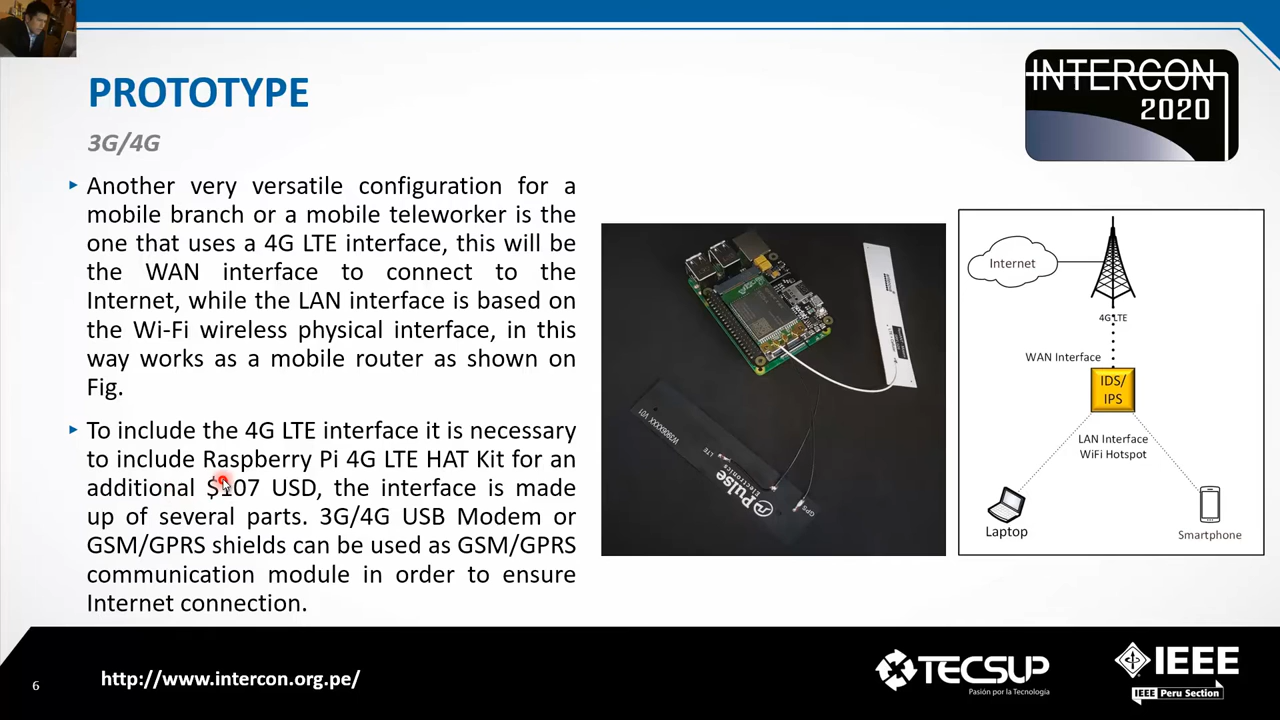 PROTOTYPE
3G/4G
Another very versatile configuration for a
mobile branch or a mobile teleworker is the
one that uses a 4G LTE interface, this will be
the WAN interface to connect to the
Internet, while the LAN interface is based on
the Wi-Fi wireless physical interface, in this
way works as a mobile router as shown on
Fig.
To include the 4G LTE interface it is necessary
to include Raspberry Pi 4G LTE HAT Kit for an
additional $107 USD, the interface is made
up of several parts. 3G/4G USB Modem or
GSM/GPRS shields can be used as GSM/GPRS
communication module in order to ensure
Internet connection.
INTERCON
2020
W3906XXXX V01
LTE
Pulse
Electronics
GPS
Internet
4G LTE
WAN Interface
IDS/
IPS
LAN Interface
WiFi Hotspot
Laptop
Smartphone
6
http://www.intercon.org.pe/
TECSUP
Pasión por la Tecnología
IEEE
IEEE Peru Section